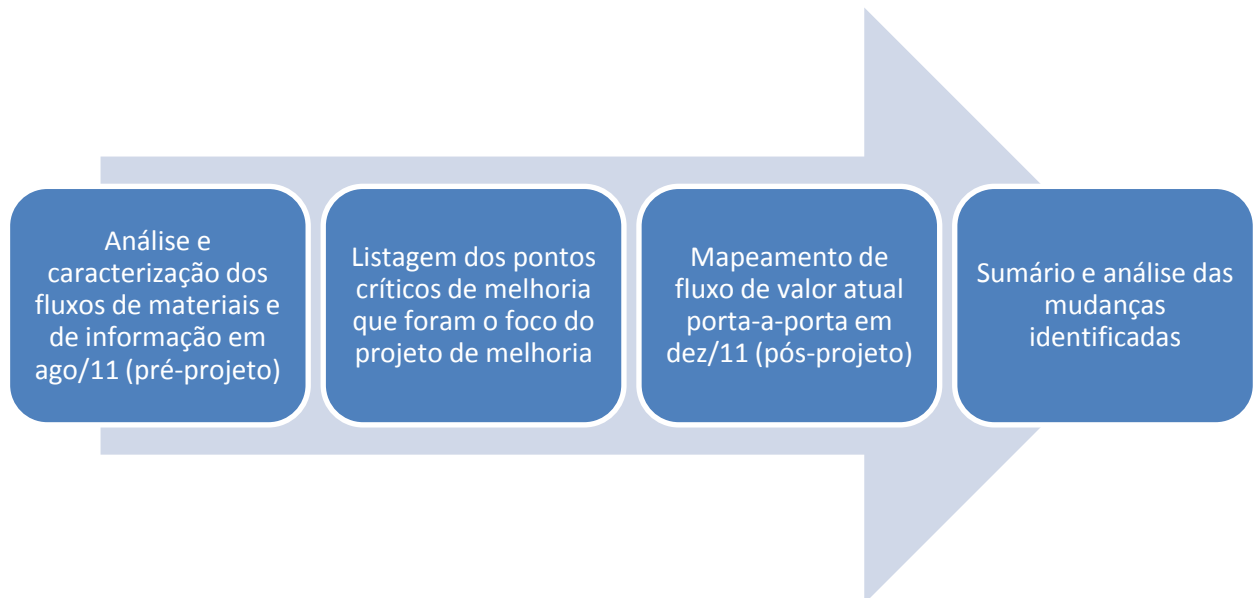 Análise e
caracterização dos
fluxos de materiais e
de informação em
ago/11 (pré-projeto)
Listagem dos pontos
críticos de melhoria
que foram o foco do
projeto de melhoria
Mapeamento de
fluxo de valor atual
porta-a-porta em
dez/11 (pós-projeto)
Sumário e análise das
mudanças
identificadas